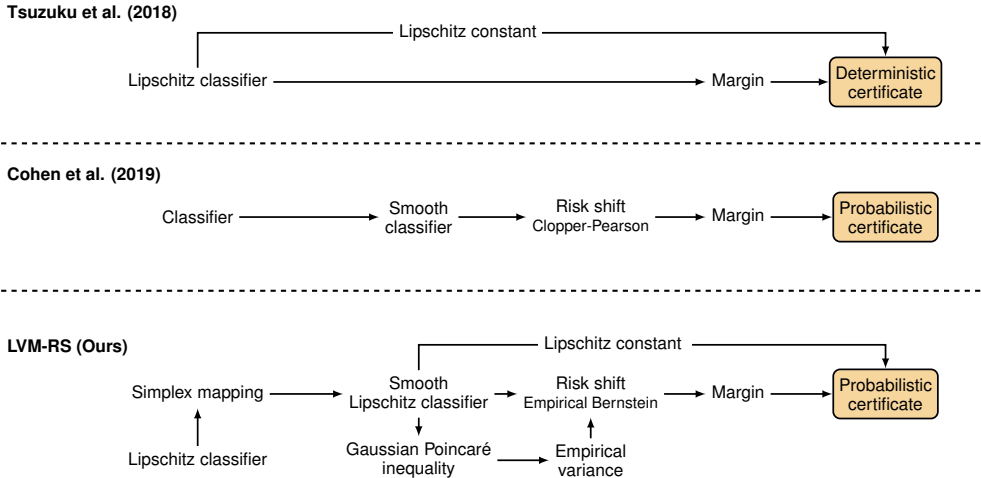 Tsuzuku et al. (2018)
Lipschitz constant
Lipschitz classifier
Margin
Deterministic
certificate
Cohen et al. (2019)
Classifier
Smooth
classifier
Risk shift
Clopper-Pearson
Margin
Probabilistic
certificate
LVM-RS (Ours)
Lipschitz constant
Simplex mapping
Smooth
Lipschitz classifier
Risk shift
Empirical Bernstein
Margin
Probabilistic
certificate
Lipschitz classifier
Gaussian Poincaré
inequality
Empirical
variance